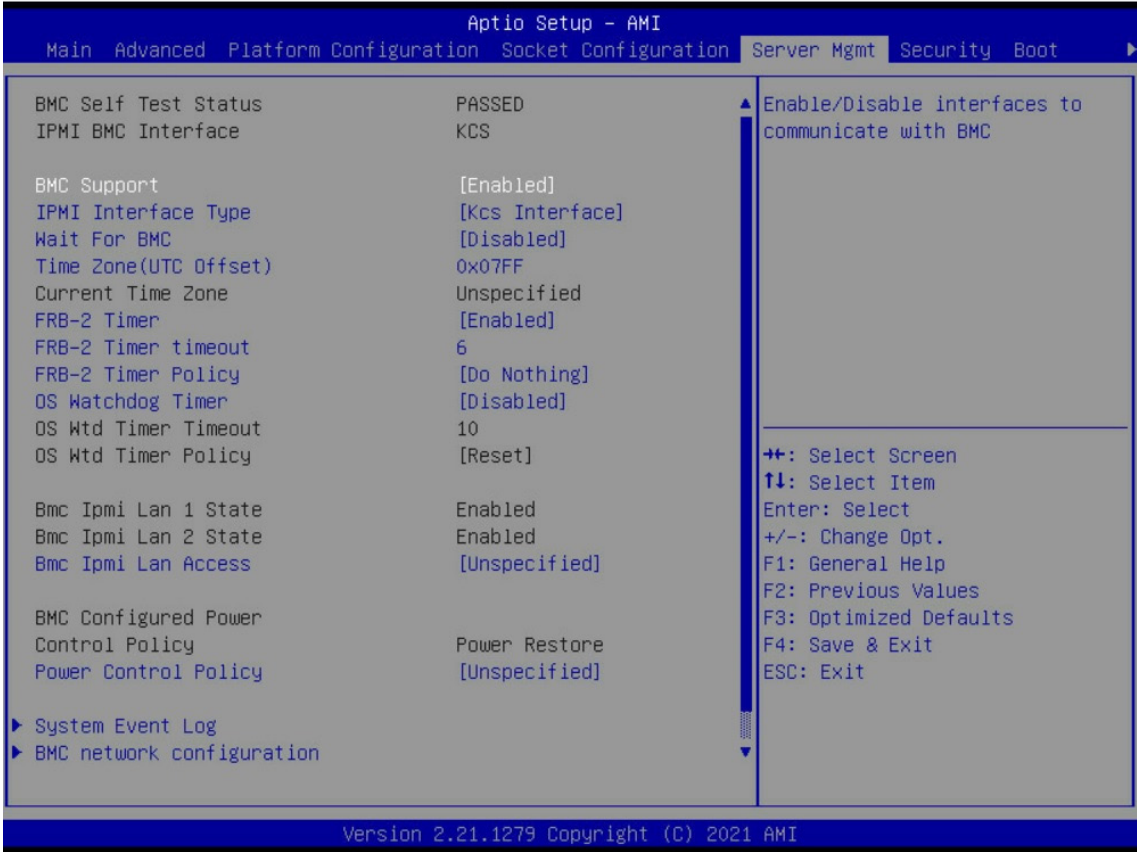 Aptio Setup - AMI
Main Advanced Platform Configuration Socket Configuration Server Mgmt Security Boot
BMC Self Test Status PASSED
IPMI BMC Interface KCS
BMC Support [Enabled]
IPMI Interface Type [Kcs Interface]
Wait For BMC [Disabled]
Time Zone(UTC Offset) 0x07FF
Current Time Zone Unspecified
FRB-2 Timer [Enabled]
FRB-2 Timer timeout 6
FRB-2 Timer Policy [Do Nothing]
OS Watchdog Timer [Disabled]
OS Wtd Timer Timeout 10
OS Wtd Timer Policy [Reset]
Bmc Ipmi Lan 1 State Enabled
Bmc Ipmi Lan 2 State Enabled
Bmc Ipmi Lan Access [Unspecified]
BMC Configured Power
Control Policy Power Restore
Power Control Policy [Unspecified]
System Event Log
BMC network configuration
Enable/Disable interfaces to
communicate with BMC
→←: Select Screen
↑↓: Select Item
Enter: Select
+/-: Change Opt.
F1: General Help
F2: Previous Values
F3: Optimized Defaults
F4: Save & Exit
ESC: Exit
Version 2.21.1279 Copyright (C) 2021 AMI